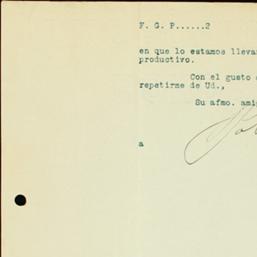 F. G. P......2
en que lo estamos lleva
productivo.
Con el gusto
repetirme de Ud.,
Su afmo. ami
a